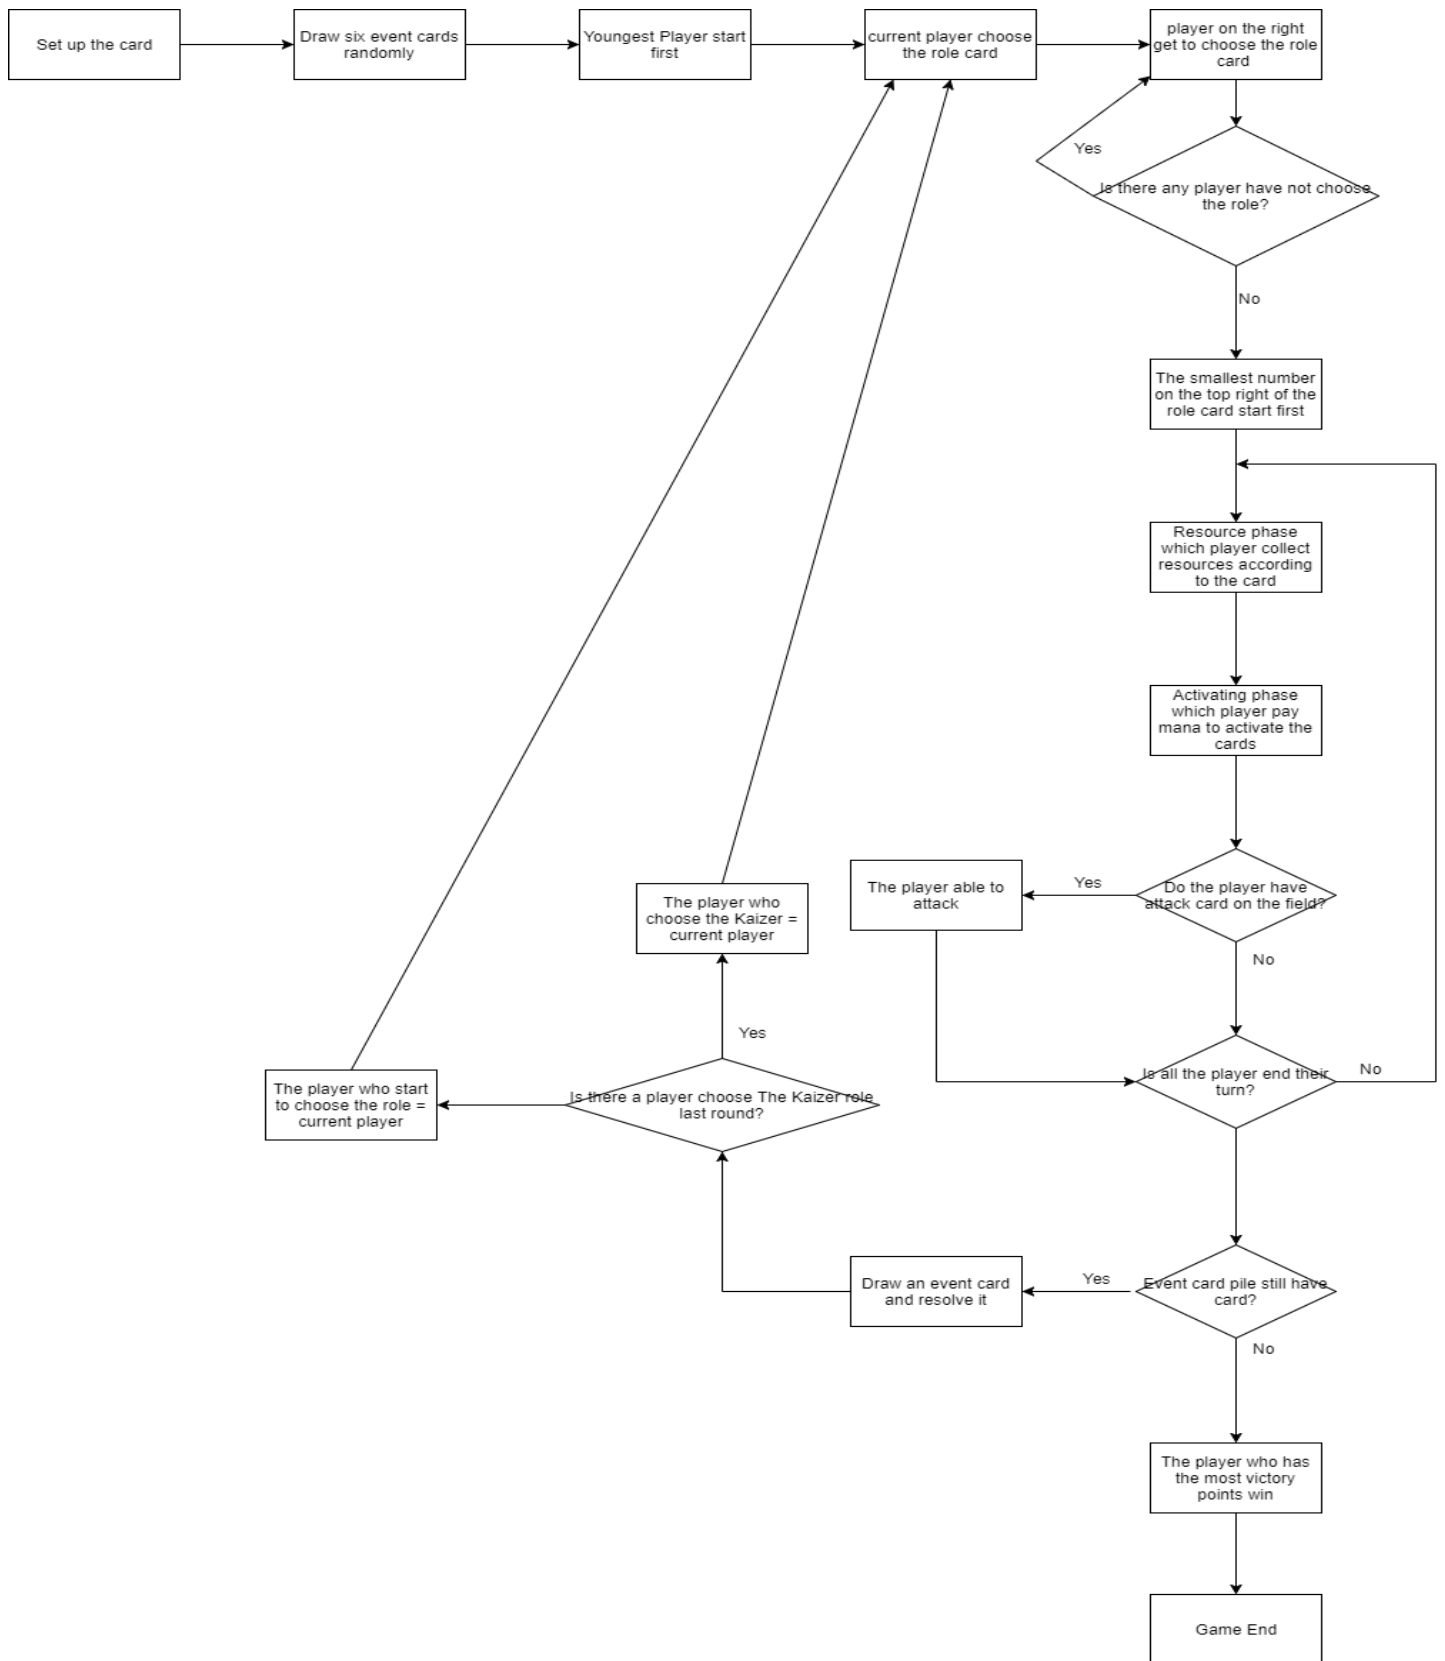 Set up the card
Draw six event cards
randomly
Youngest Player start
first
current player choose
the role card
player on the right
get to choose the role
card
Yes
Is there any player have not choose
the role?
No
The smallest number
on the top right of the
role card start first
Resource phase
which player collect
resources according
to the card
Activating phase
which player pay
mana to activate the
cards
Do the player have
attack card on the field?
Yes
The player able to
attack
No
Is all the player end their
turn?
No
Event card pile still have
card?
Yes
Draw an event card
and resolve it
Is there a player choose The Kaizer role
last round?
Yes
The player who
choose the Kaizer =
current player
The player who start
to choose the role =
current player
No
The player who has
the most victory
points win
Game End